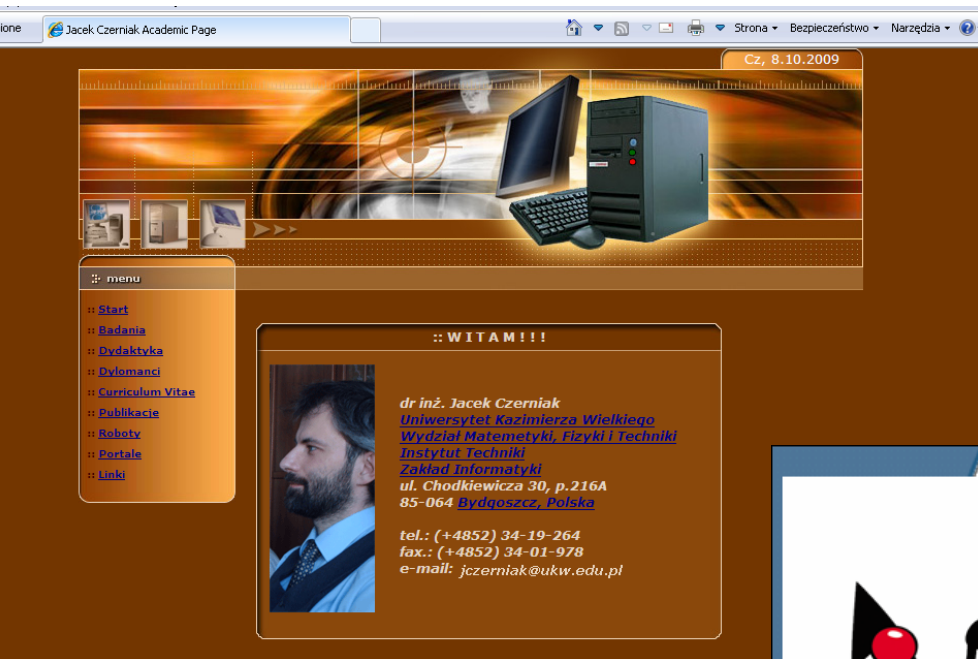 ione
Jacek Czerniak Academic Page
Strona
Bezpieczeństwo
Narzędzia
Cz, 8.10.2009
menu
:: Start
:: Badania
:: Dydaktyka
:: Dylomanci
:: Curriculum Vitae
:: Publikacje
:: Roboty
:: Portale
:: Linki
:: W I T A M ! ! !
dr inż. Jacek Czerniak
Uniwersytet Kazimierza Wielkiego
Wydział Matemetyki, Fizyki i Techniki
Instytut Techniki
Zakład Informatyki
ul. Chodkiewicza 30, p.216A
85-064 Bydgoszcz, Polska
tel.: (+4852) 34-19-264
fax.: (+4852) 34-01-978
e-mail: jczerniak@ukw.edu.pl